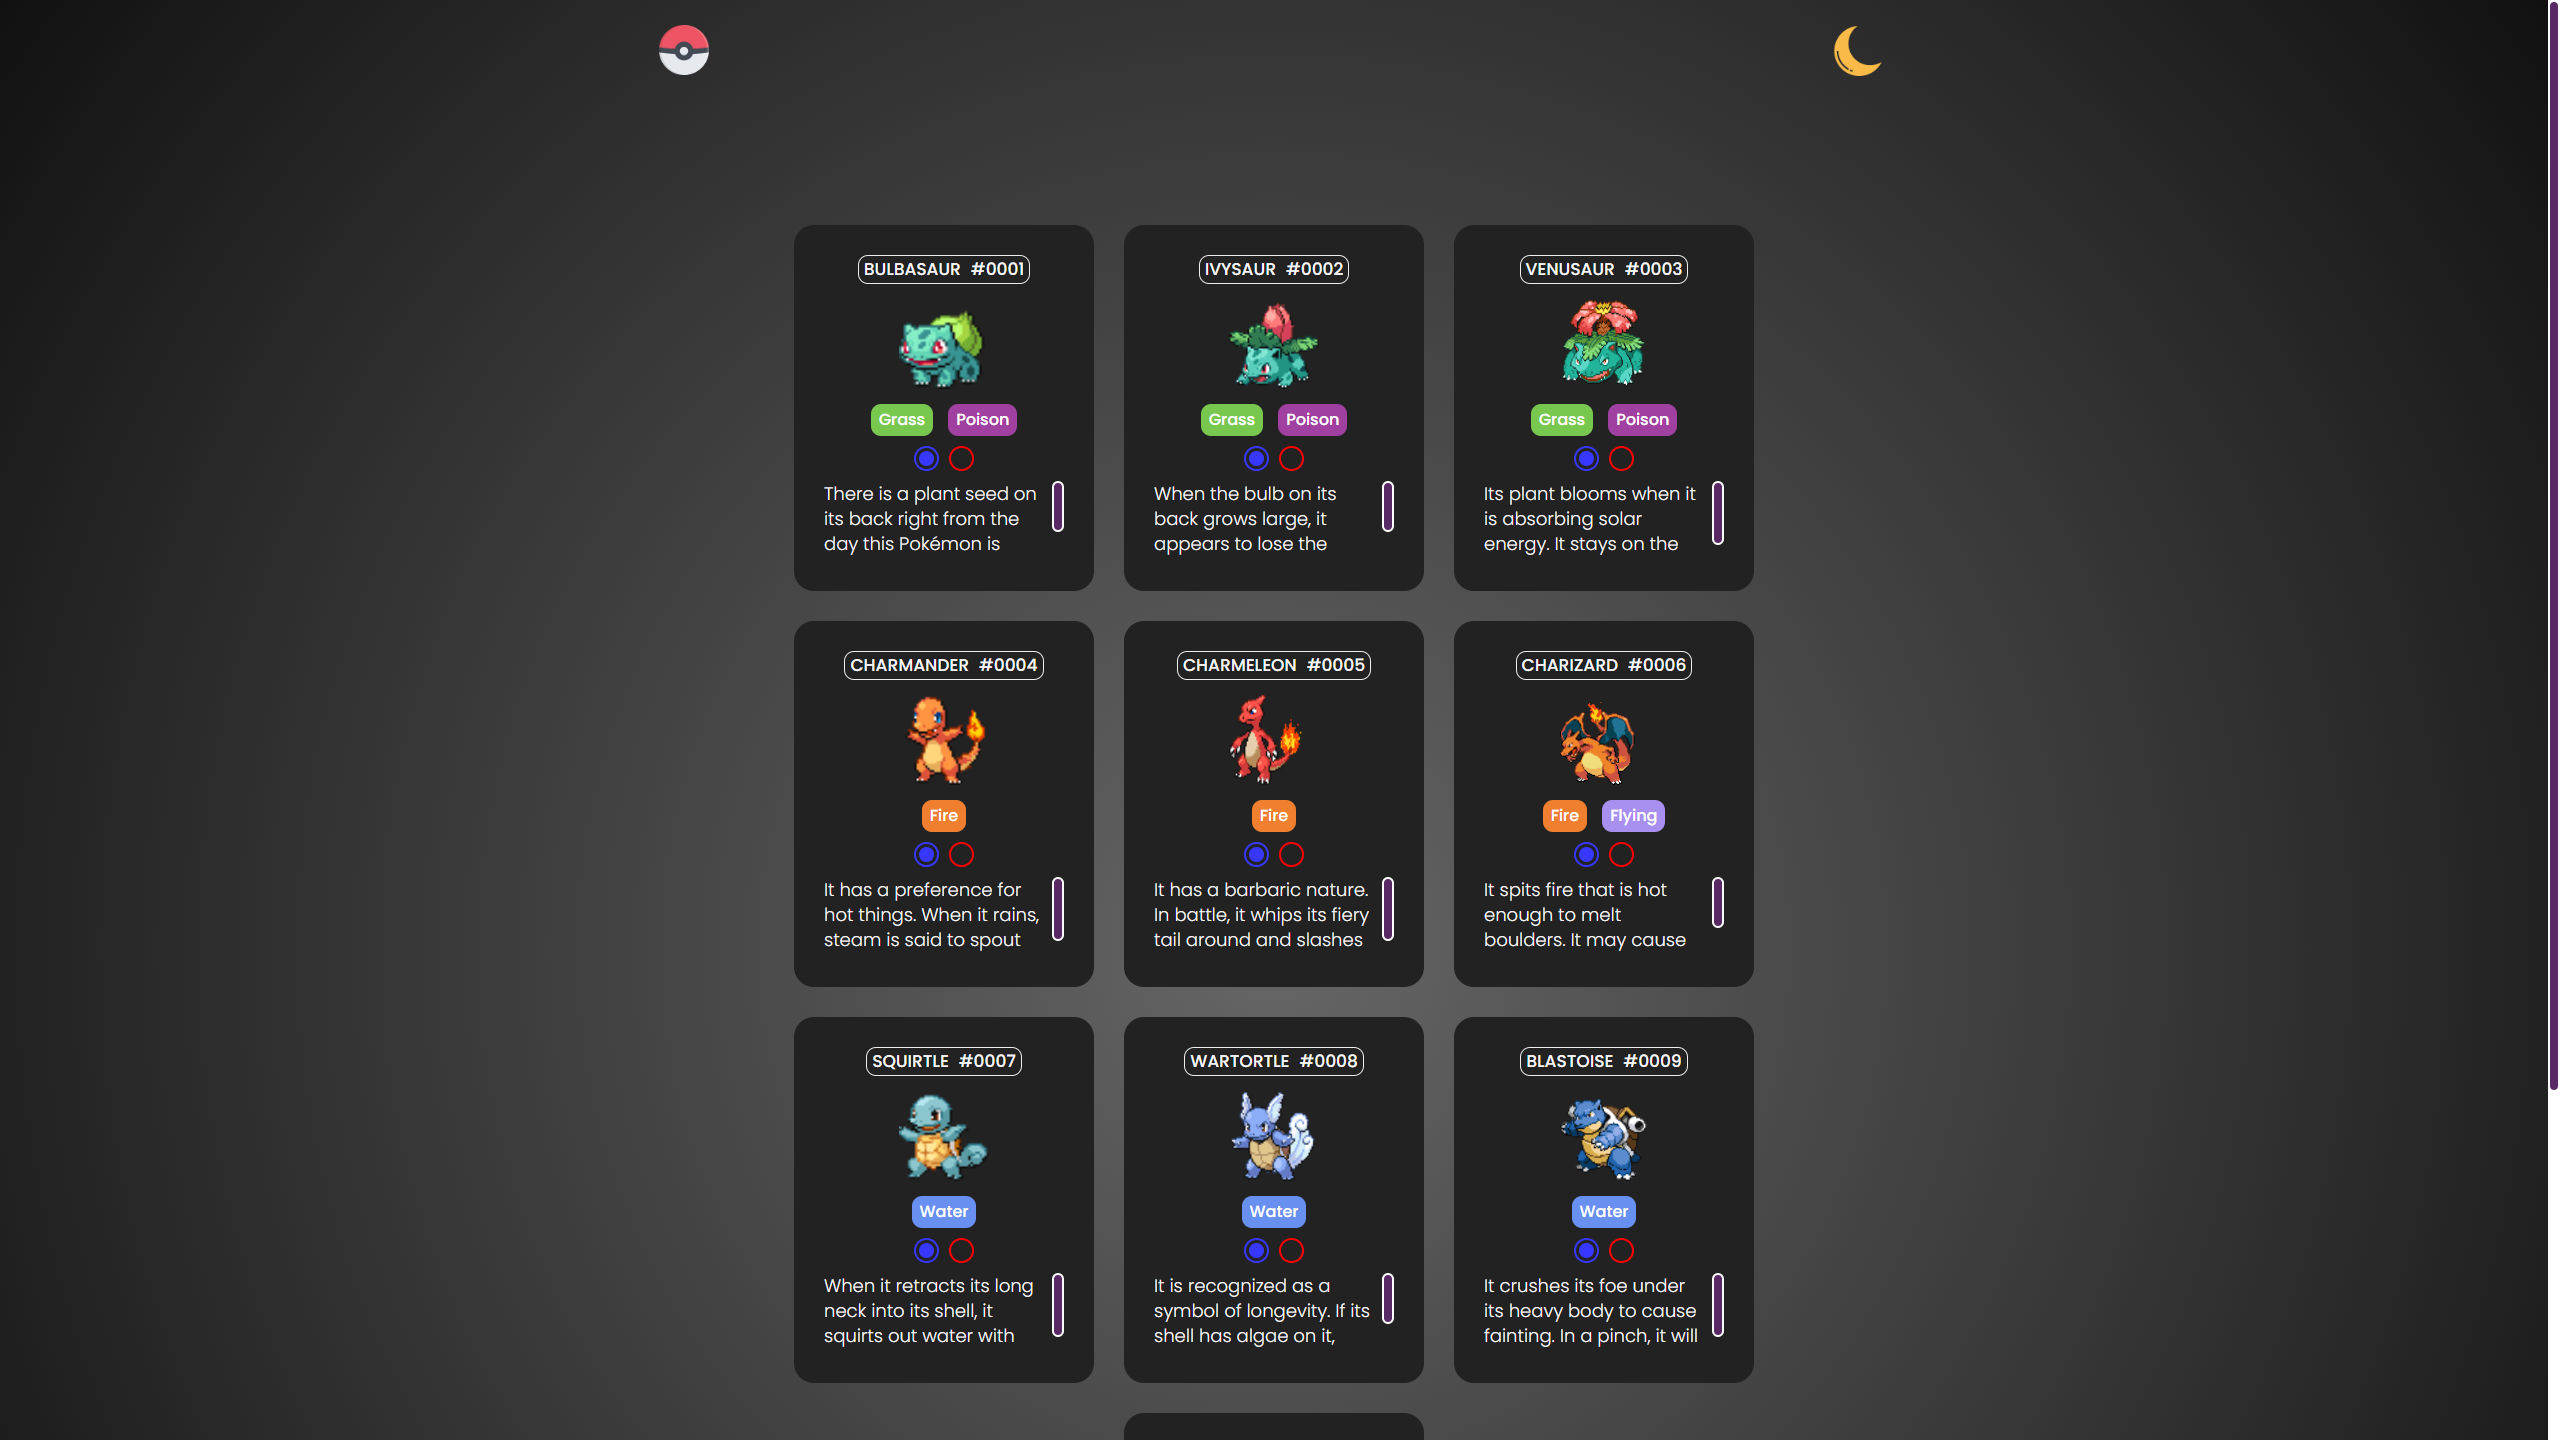 BULBASAUR #0001
Grass Poison
There is a plant seed on
its back right from the
day this Pokémon is
IVYSAUR #0002
Grass Poison
When the bulb on its
back grows large, it
appears to lose the
VENUSAUR #0003
Grass Poison
Its plant blooms when it
is absorbing solar
energy. It stays on the
CHARMANDER #0004
Fire
It has a preference for
hot things. When it rains,
steam is said to spout
CHARMELEON #0005
Fire
It has a barbaric nature.
In battle, it whips its fiery
tail around and slashes
CHARIZARD #0006
Fire Flying
It spits fire that is hot
enough to melt
boulders. It may cause
SQUIRTLE #0007
Water
When it retracts its long
neck into its shell, it
squirts out water with
WARTORTLE #0008
Water
It is recognized as a
symbol of longevity. If its
shell has algae on it,
BLASTOISE #0009
Water
It crushes its foe under
its heavy body to cause
fainting. In a pinch, it will